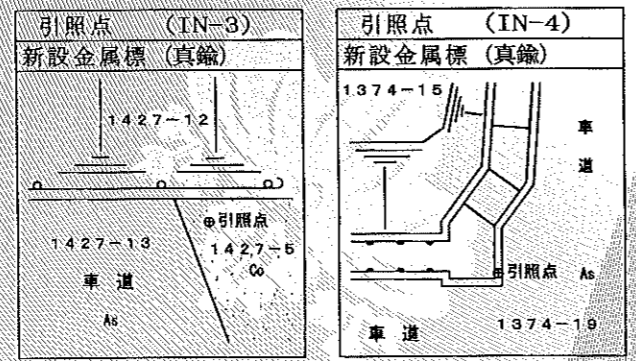 引照点 (IN-3)
新設金属標 (真鍮)
1427-12
引照点
1427-13
1427-5
Co
車道
As
引照点 (IN-4)
新設金属標 (真鍮)
1374-15
車道
引照点 As
車道
1374-19